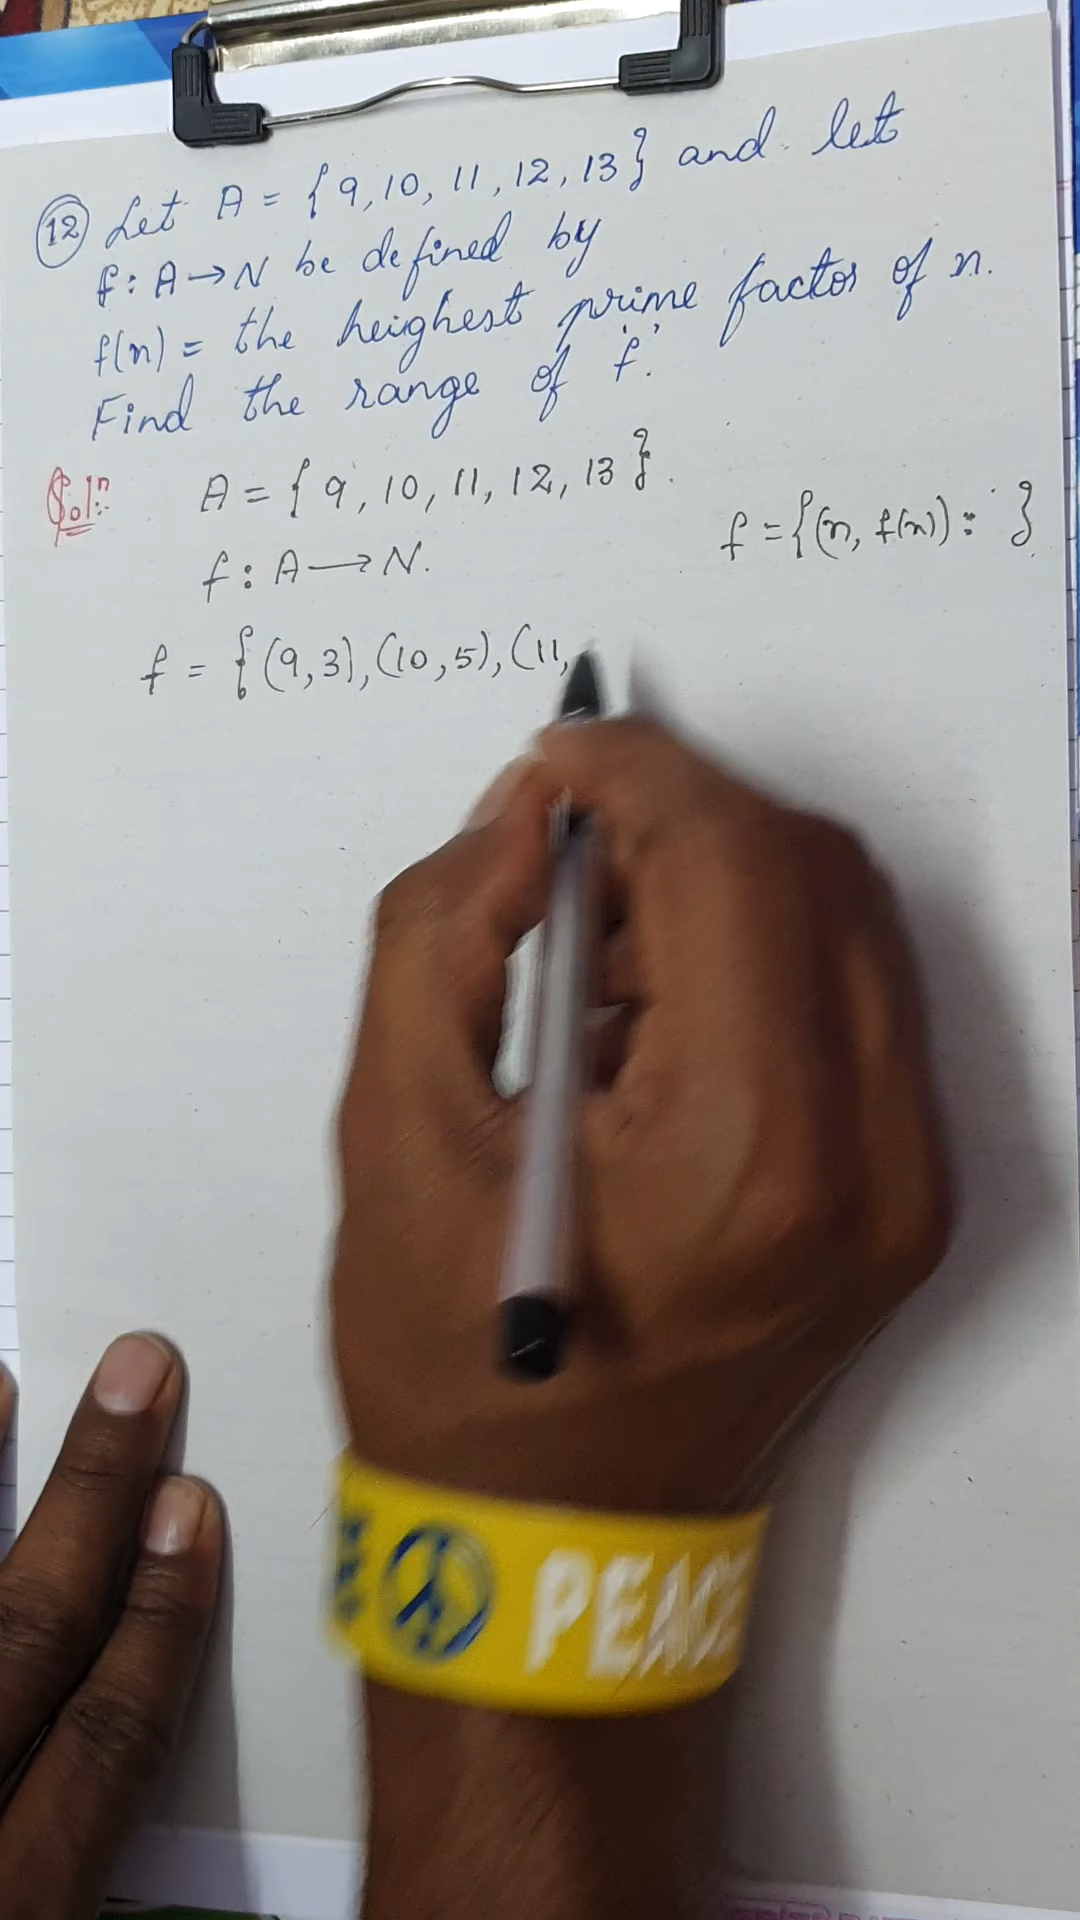 12 Let A = { 9, 10, 11, 12, 13 } and let
f : A → N be defined by
f(n) = the heighest prime factor of n.
Find the range of 'f'.
Solⁿ: A = { 9, 10, 11, 12, 13 }.
f = {(n, f(n)) : }
f : A → N.
f = { (9, 3), (10, 5), (11,
PEACE